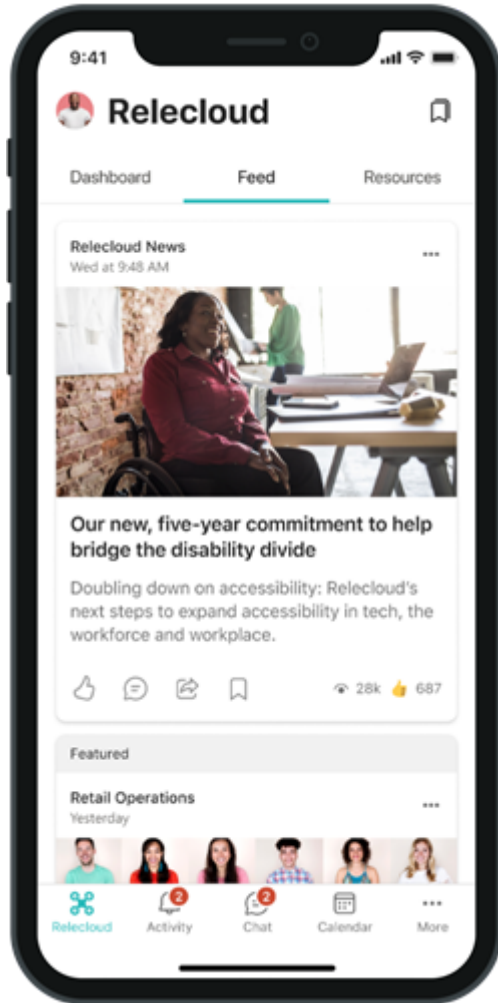 9:41
Relecloud
Dashboard Feed Resources
Relecloud News
Wed at 9:48 AM
Our new, five-year commitment to help
bridge the disability divide
Doubling down on accessibility: Relecloud's
next steps to expand accessibility in tech, the
workforce and workplace.
28k 687
Featured
Retail Operations
Yesterday
2 2
Relecloud Activity Chat Calendar More